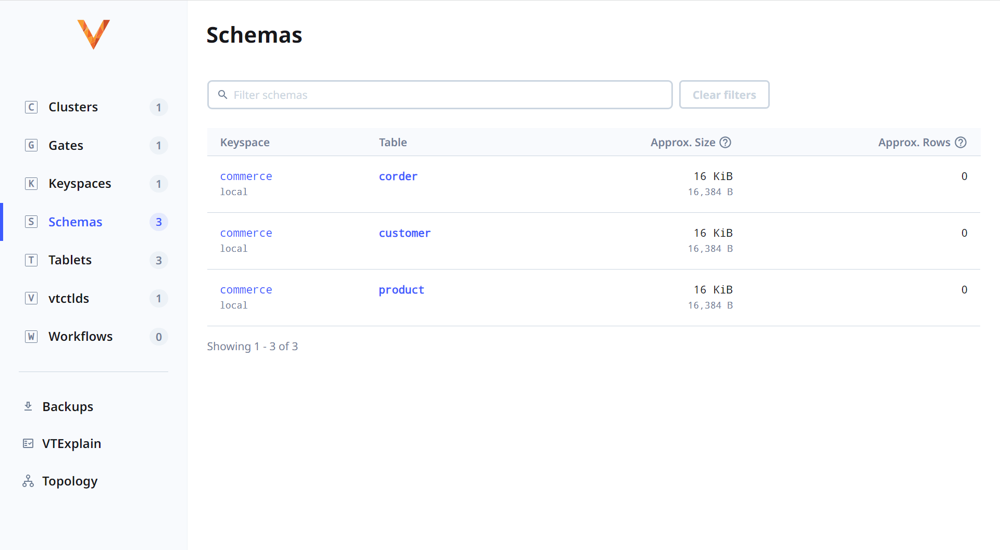 Schemas
Filter schemas
Clear filters
C Clusters 1
G Gates 1
K Keyspaces 1
S Schemas 3
T Tablets 3
V vtctlds 1
W Workflows 0
Backups
VTExplain
Topology
Keyspace Table Approx. Size ? Approx. Rows ?
commerce corder 16 KiB 0
local 16,384 B
commerce customer 16 KiB 0
local 16,384 B
commerce product 16 KiB 0
local 16,384 B
Showing 1 - 3 of 3